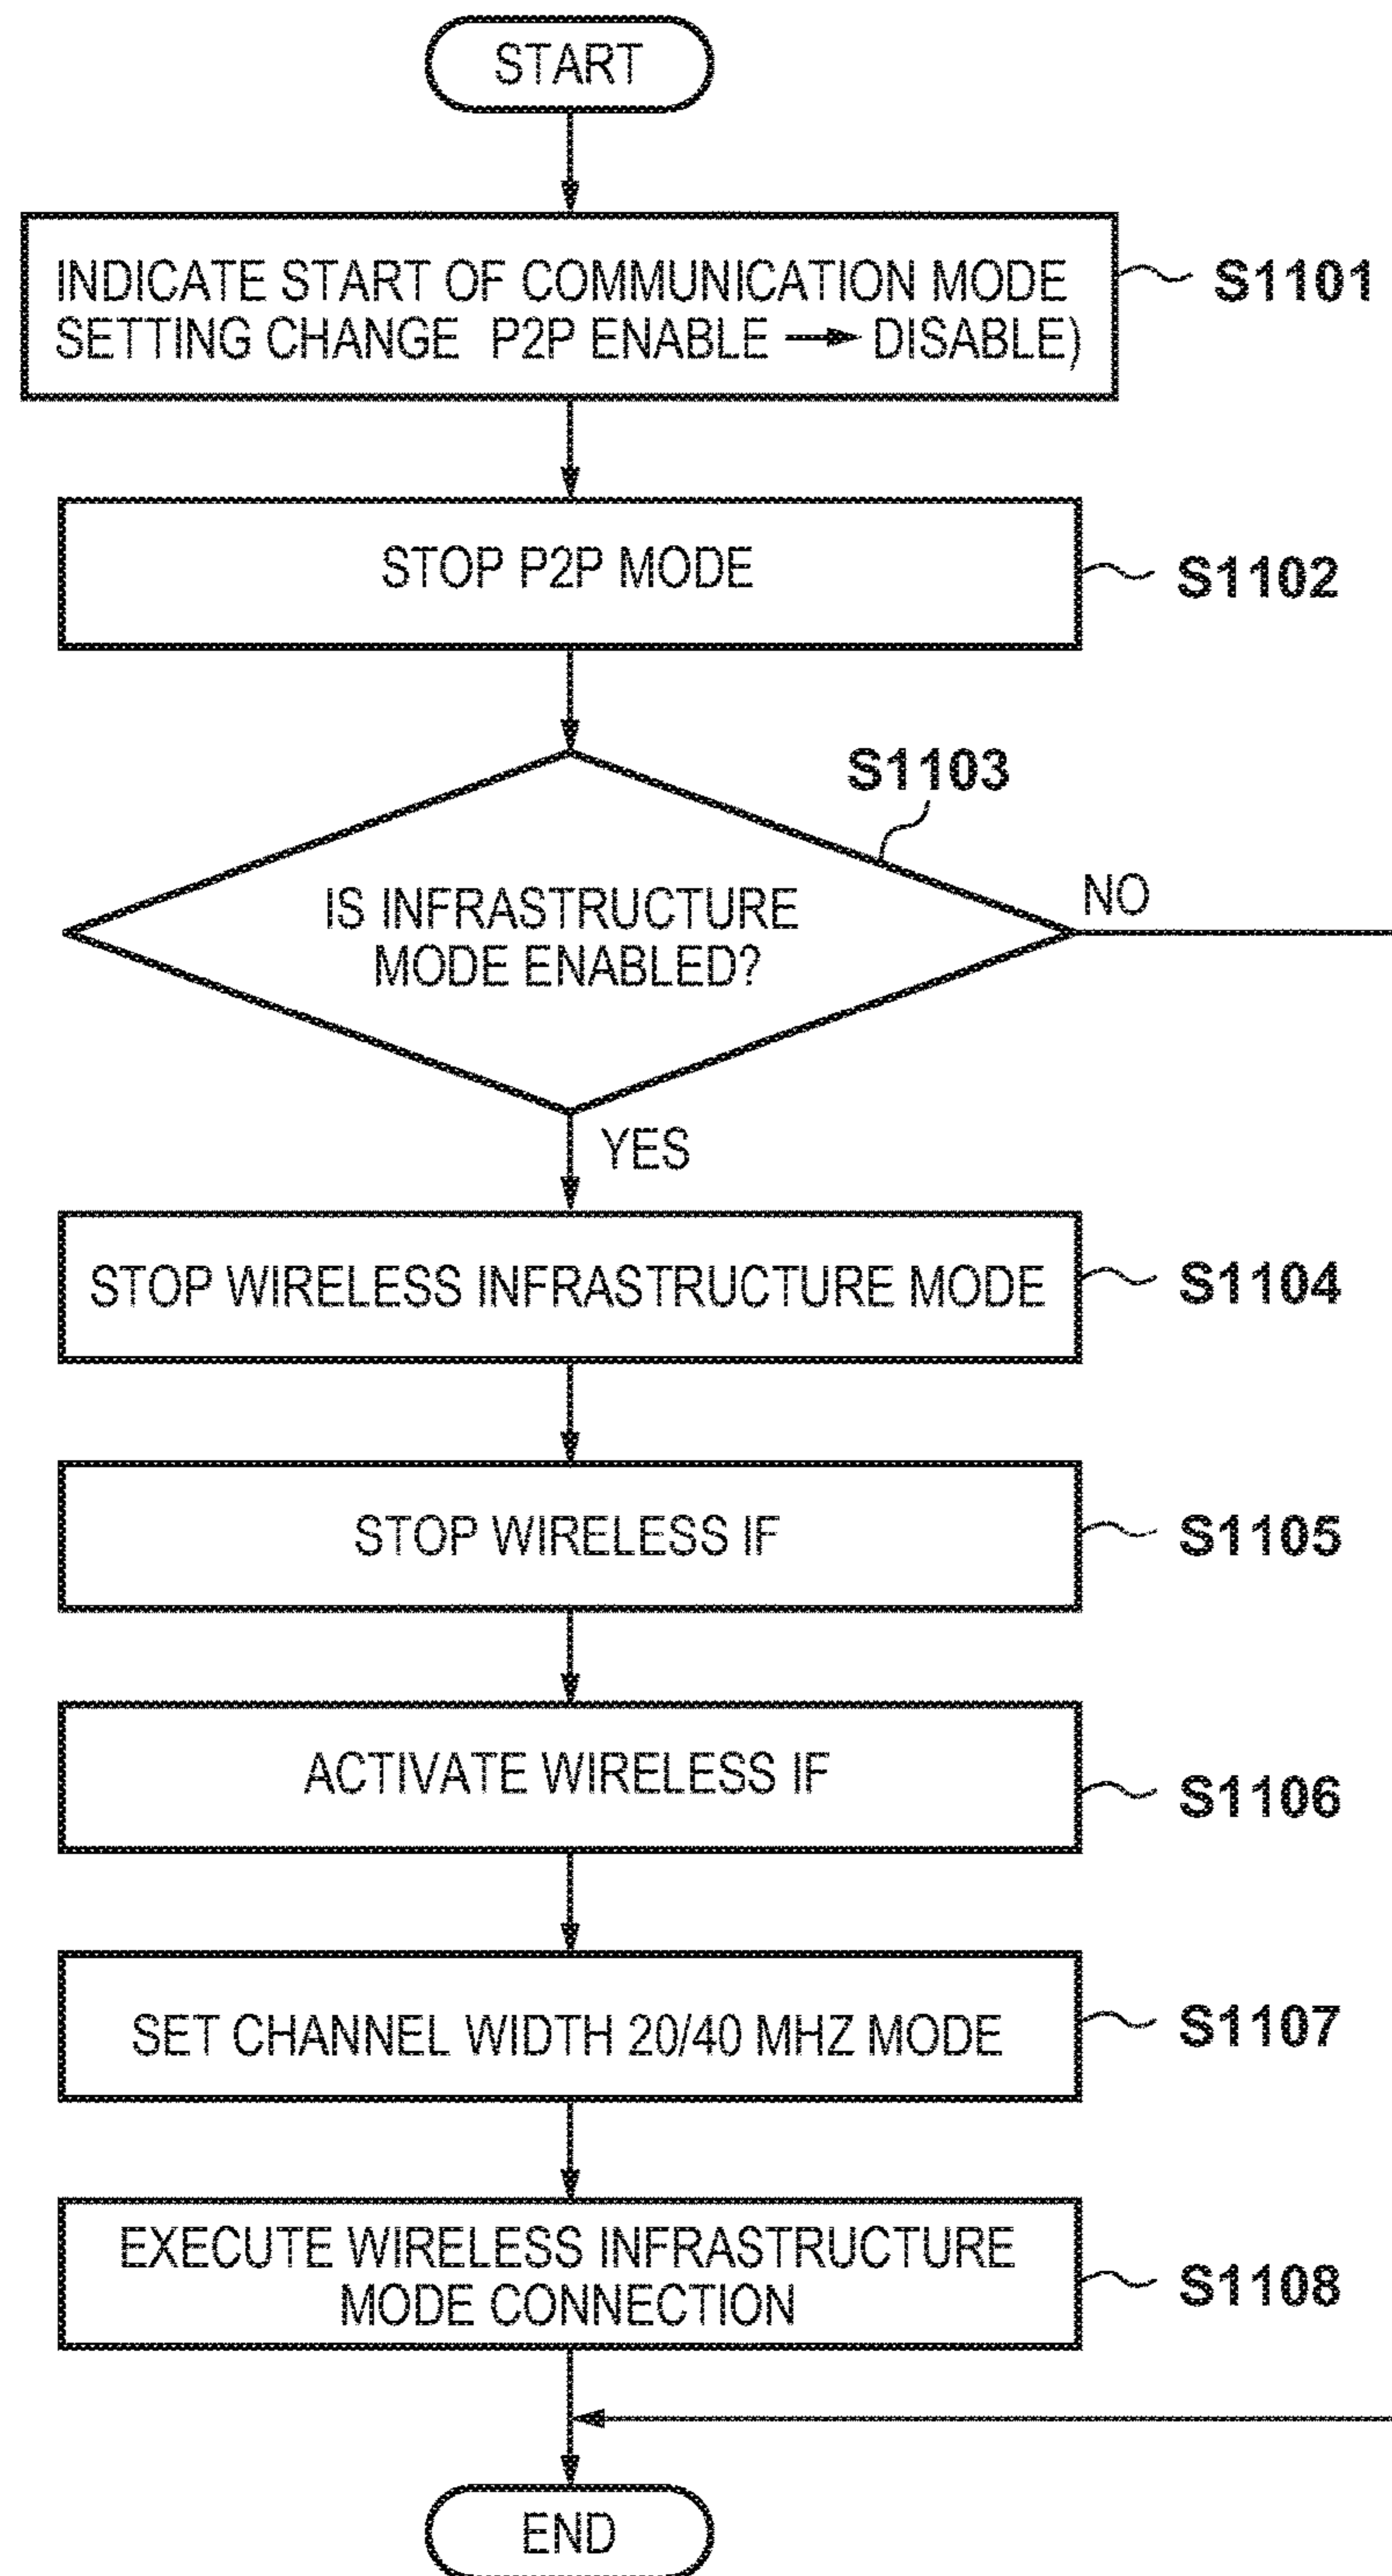 START
INDICATE START OF COMMUNICATION MODE
SETTING CHANGE P2P ENABLE → DISABLE)
S1101
STOP P2P MODE
S1102
S1103
IS INFRASTRUCTURE
MODE ENABLED?
NO
YES
STOP WIRELESS INFRASTRUCTURE MODE
S1104
STOP WIRELESS IF
S1105
ACTIVATE WIRELESS IF
S1106
SET CHANNEL WIDTH 20/40 MHZ MODE
S1107
EXECUTE WIRELESS INFRASTRUCTURE
MODE CONNECTION
S1108
END